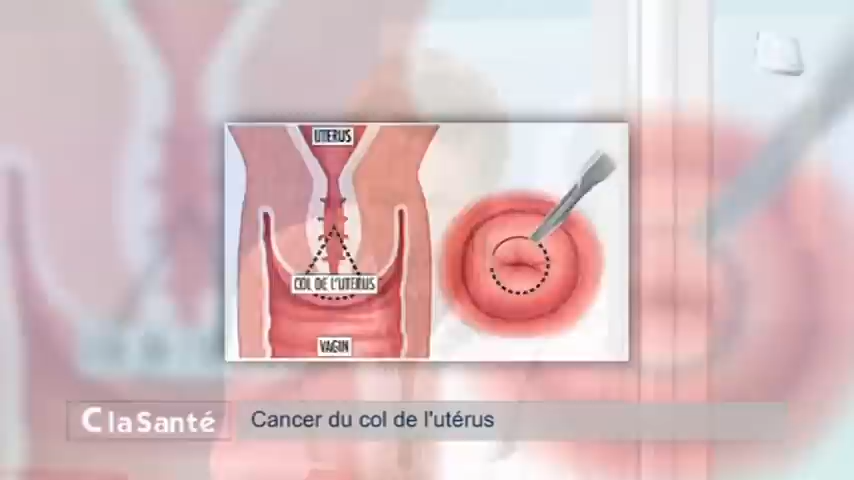 UTERUS
COL DE L'UTERUS
VAGIN
C la Santé
Cancer du col de l'utérus